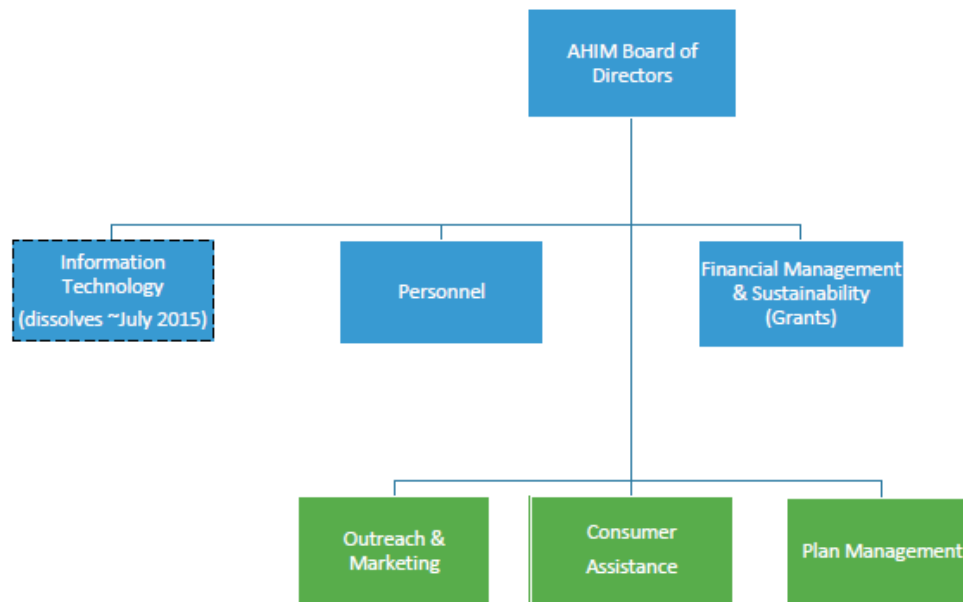 AHIM Board of
Directors
Information
Technology
(dissolves ~July 2015)
Personnel
Financial Management
& Sustainability
(Grants)
Outreach &
Marketing
Consumer
Assistance
Plan Management